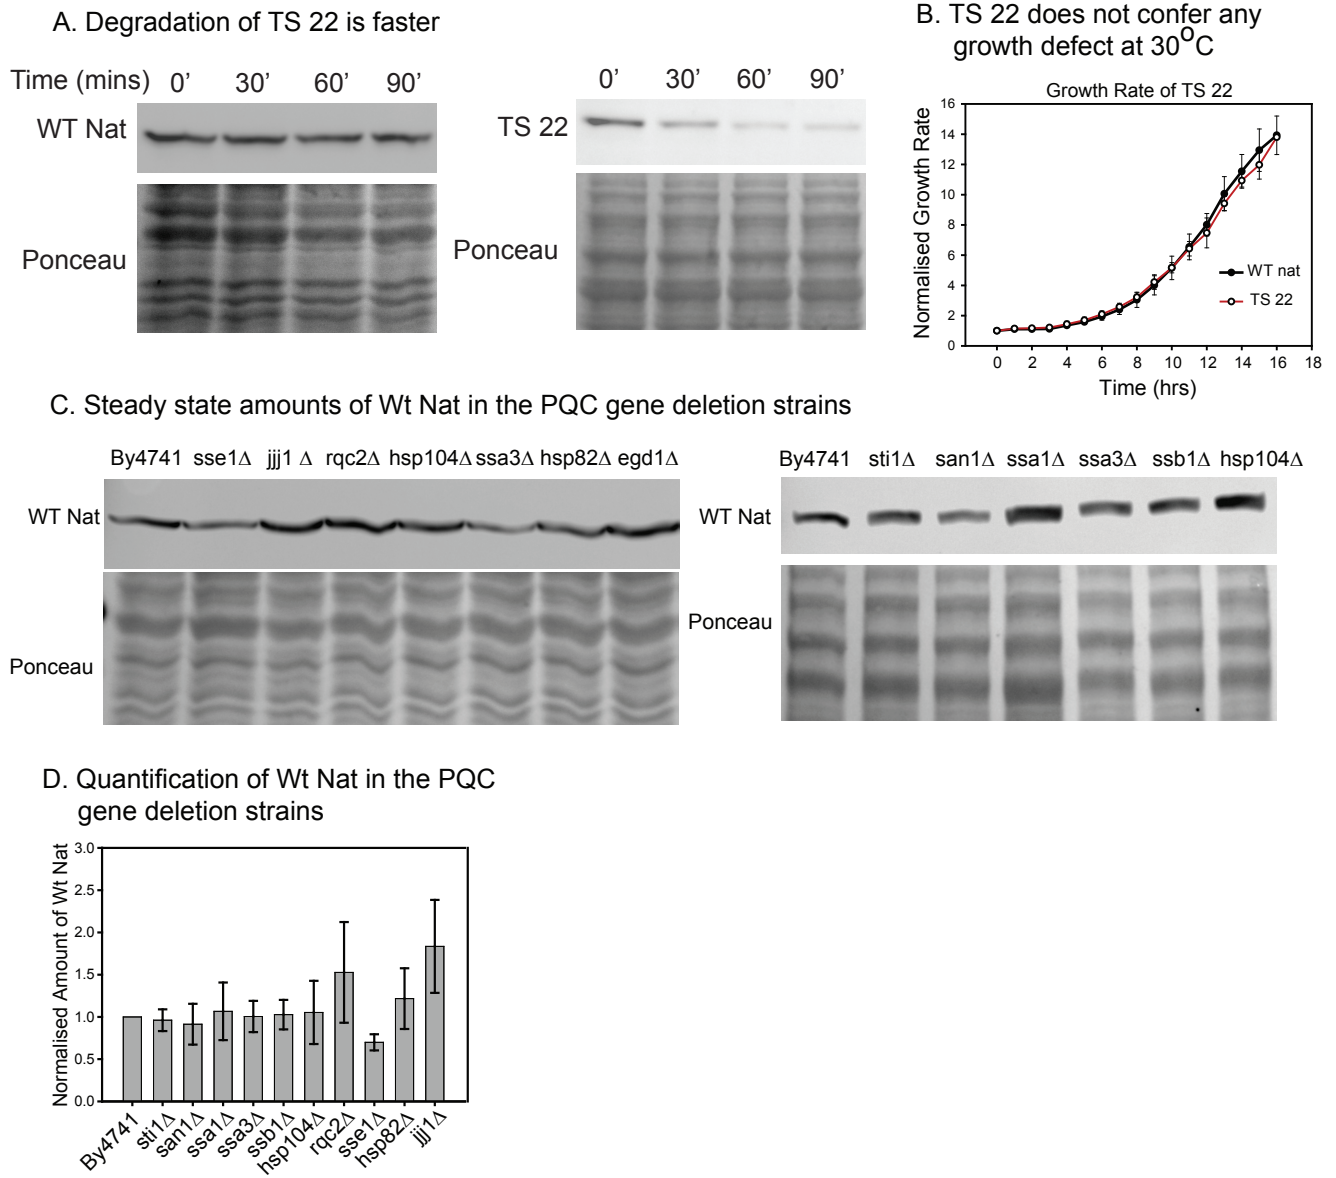 A. Degradation of TS 22 is faster
Time (mins) 0’ 30’ 60’ 90’
WT Nat
Ponceau
0’ 30’ 60’ 90’
TS 22
Ponceau
B. TS 22 does not confer any
growth defect at 30°C
Growth Rate of TS 22
Normalised Growth Rate
16
14
12
10
8
6
4
2
0
WT nat
TS 22
0 2 4 6 8 10 12 14 16 18
Time (hrs)
C. Steady state amounts of Wt Nat in the PQC gene deletion strains
By4741 sse1Δ jjj1 Δ rqc2Δ hsp104Δ ssa3Δ hsp82Δ egd1Δ
WT Nat
Ponceau
By4741 sti1Δ san1Δ ssa1Δ ssa3Δ ssb1Δ hsp104Δ
WT Nat
Ponceau
D. Quantification of Wt Nat in the PQC
gene deletion strains
Normalised Amount of Wt Nat
3.0
2.5
2.0
1.5
1.0
0.5
0.0
By4741 sti1Δ san1Δ ssa1Δ ssa3Δ ssb1Δ hsp104Δ rqc2Δ sse1Δ hsp82Δ jjj1Δ